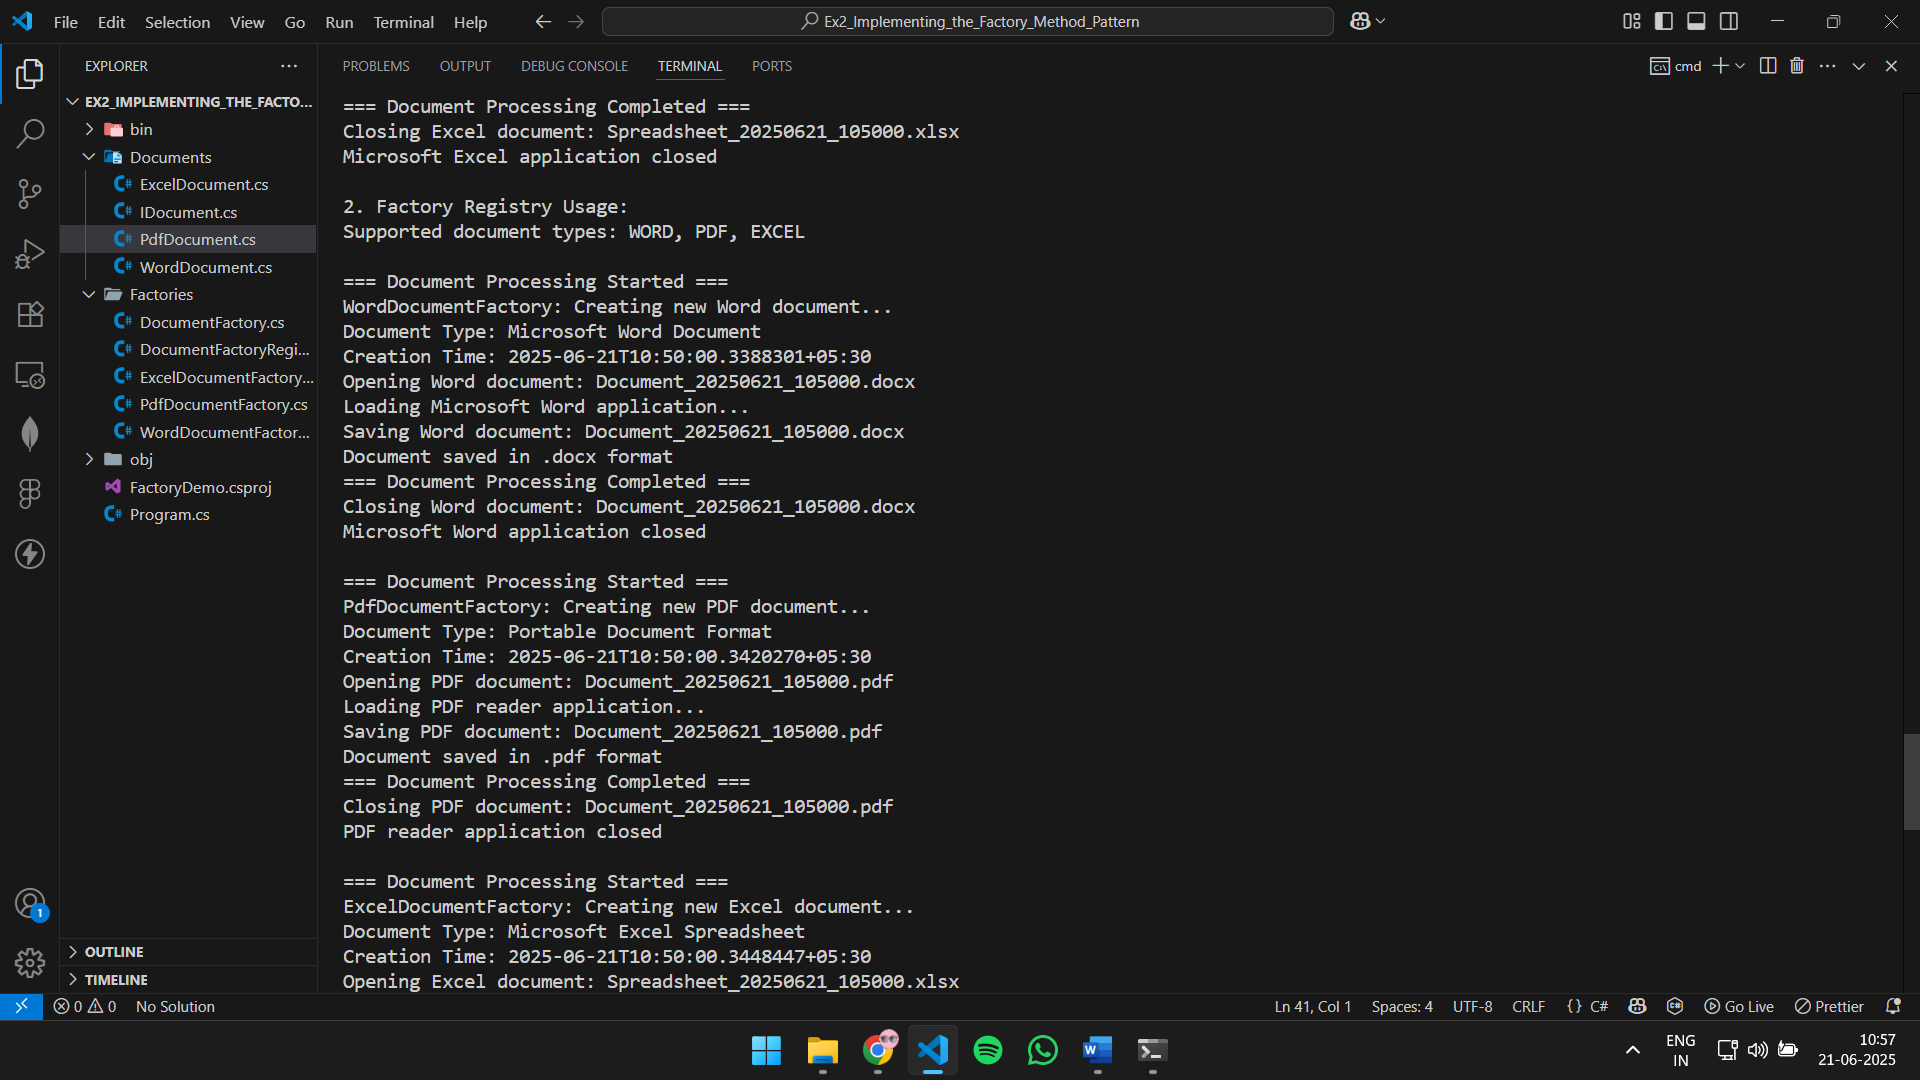 File Edit Selection View Go Run Terminal Help
Ex2_Implementing_the_Factory_Method_Pattern
EXPLORER
EX2_IMPLEMENTING_THE_FACTO...
bin
Documents
ExcelDocument.cs
IDocument.cs
PdfDocument.cs
WordDocument.cs
Factories
DocumentFactory.cs
DocumentFactoryRegi...
ExcelDocumentFactory...
PdfDocumentFactory.cs
WordDocumentFactor...
obj
FactoryDemo.csproj
Program.cs
OUTLINE
TIMELINE
PROBLEMS OUTPUT DEBUG CONSOLE TERMINAL PORTS
cmd
=== Document Processing Completed ===
Closing Excel document: Spreadsheet_20250621_105000.xlsx
Microsoft Excel application closed
2. Factory Registry Usage:
Supported document types: WORD, PDF, EXCEL
=== Document Processing Started ===
WordDocumentFactory: Creating new Word document...
Document Type: Microsoft Word Document
Creation Time: 2025-06-21T10:50:00.3388301+05:30
Opening Word document: Document_20250621_105000.docx
Loading Microsoft Word application...
Saving Word document: Document_20250621_105000.docx
Document saved in .docx format
=== Document Processing Completed ===
Closing Word document: Document_20250621_105000.docx
Microsoft Word application closed
=== Document Processing Started ===
PdfDocumentFactory: Creating new PDF document...
Document Type: Portable Document Format
Creation Time: 2025-06-21T10:50:00.3420270+05:30
Opening PDF document: Document_20250621_105000.pdf
Loading PDF reader application...
Saving PDF document: Document_20250621_105000.pdf
Document saved in .pdf format
=== Document Processing Completed ===
Closing PDF document: Document_20250621_105000.pdf
PDF reader application closed
=== Document Processing Started ===
ExcelDocumentFactory: Creating new Excel document...
Document Type: Microsoft Excel Spreadsheet
Creation Time: 2025-06-21T10:50:00.3448447+05:30
Opening Excel document: Spreadsheet_20250621_105000.xlsx
1
0 0 No Solution
Ln 41, Col 1 Spaces: 4 UTF-8 CRLF {} C# Go Live Prettier
ENG
IN
10:57
21-06-2025